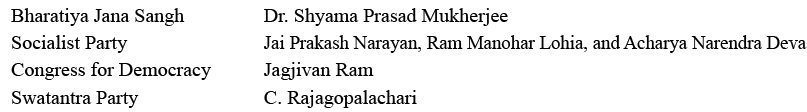 Bharatiya Jana Sangh Dr. Shyama Prasad Mukherjee
Socialist Party Jai Prakash Narayan, Ram Manohar Lohia, and Acharya Narendra Deva
Congress for Democracy Jagjivan Ram
Swatantra Party C. Rajagopalachari